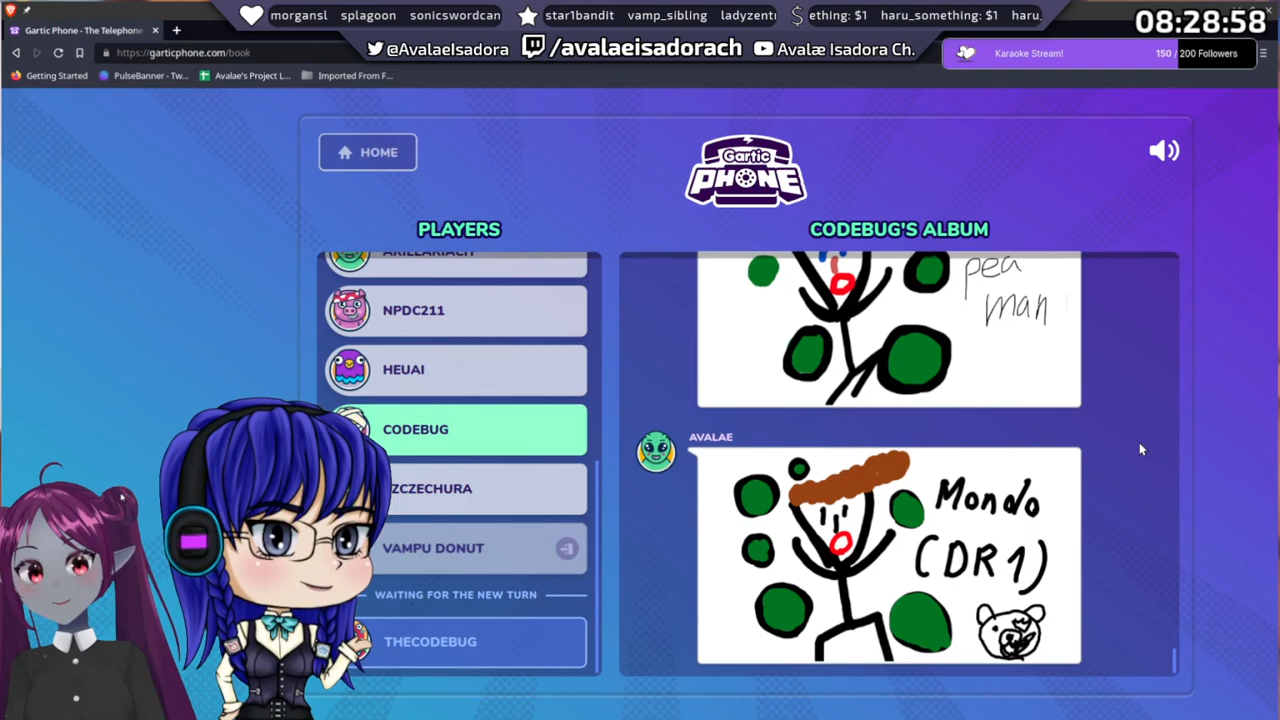 Gartic Phone - The Telephone
morgansl splagoon sonicswordcan
star1bandit vamp_sibling ladyzent
ething: $1 haru_something: $1 haru_
08:28:58
https://garticphone.com/book
@AvalaeIsadora
/avalaeisadorach
Avalæ Isadora Ch.
Karaoke Stream!
150 / 200 Followers
Getting Started
PulseBanner - Tw...
Avalae's Project L...
Imported From F...
HOME
Gartic
PHONE
PLAYERS
CODEBUG'S ALBUM
ARILLARIACH
NPDC211
HEUAI
CODEBUG
ZCZECHURA
VAMPU DONUT
WAITING FOR THE NEW TURN
THECODEBUG
pea
man
AVALAE
Mondo
(DR1)